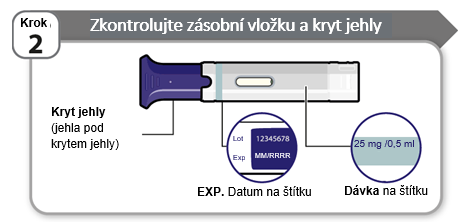 Krok
2
Zkontrolujte zásobní vložku a kryt jehly
Kryt jehly
(jehla pod
krytem jehly)
Lot 12345678
Exp MM/RRRR
25 mg /0,5 ml
EXP. Datum na štítku
Dávka na štítku